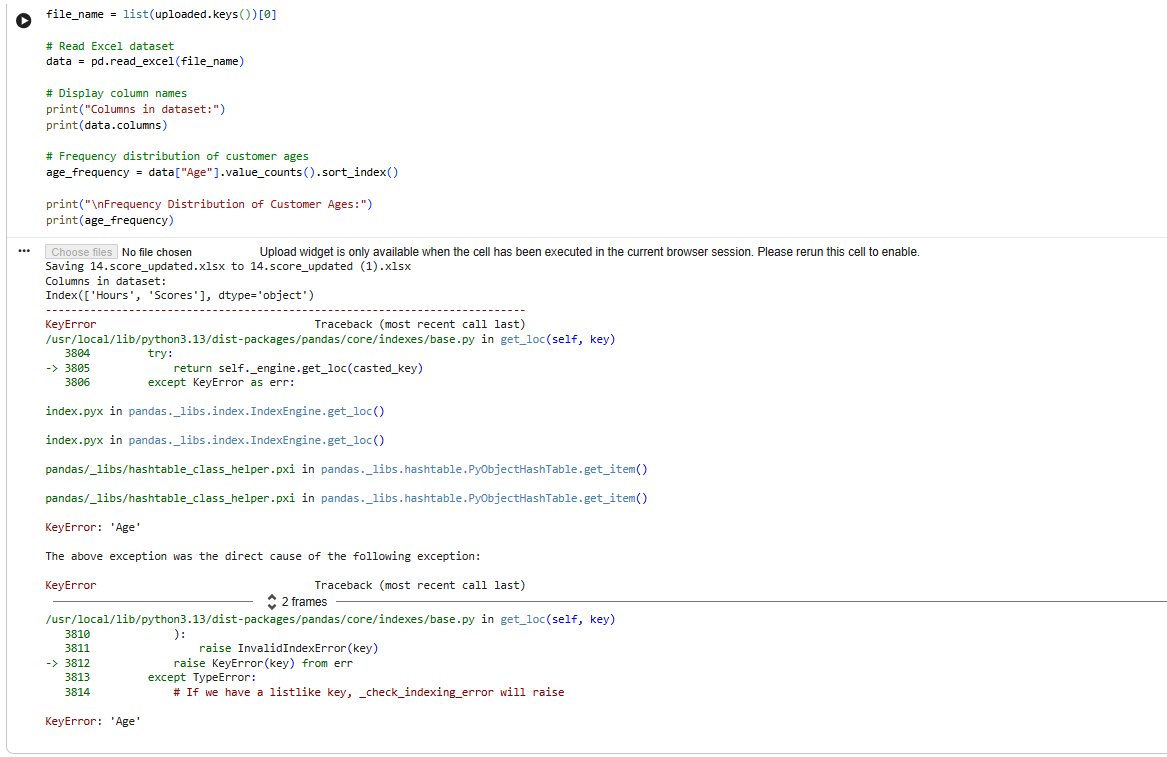 file_name = list(uploaded.keys())[0]
# Read Excel dataset
data = pd.read_excel(file_name)
# Display column names
print("Columns in dataset:")
print(data.columns)
# Frequency distribution of customer ages
age_frequency = data["Age"].value_counts().sort_index()
print("\nFrequency Distribution of Customer Ages:")
print(age_frequency)
Choose files No file chosen Upload widget is only available when the cell has been executed in the current browser session. Please rerun this cell to enable.
Saving 14.score_updated.xlsx to 14.score_updated (1).xlsx
Columns in dataset:
Index(['Hours', 'Scores'], dtype='object')
---------------------------------------------------------------------------
KeyError                                  Traceback (most recent call last)
/usr/local/lib/python3.13/dist-packages/pandas/core/indexes/base.py in get_loc(self, key)
   3804         try:
-> 3805             return self._engine.get_loc(casted_key)
   3806         except KeyError as err:
index.pyx in pandas._libs.index.IndexEngine.get_loc()
index.pyx in pandas._libs.index.IndexEngine.get_loc()
pandas/_libs/hashtable_class_helper.pxi in pandas._libs.hashtable.PyObjectHashTable.get_item()
pandas/_libs/hashtable_class_helper.pxi in pandas._libs.hashtable.PyObjectHashTable.get_item()
KeyError: 'Age'
The above exception was the direct cause of the following exception:
KeyError                                  Traceback (most recent call last)
2 frames
/usr/local/lib/python3.13/dist-packages/pandas/core/indexes/base.py in get_loc(self, key)
   3810             ):
   3811                 raise InvalidIndexError(key)
-> 3812             raise KeyError(key) from err
   3813         except TypeError:
   3814             # If we have a listlike key, _check_indexing_error will raise
KeyError: 'Age'